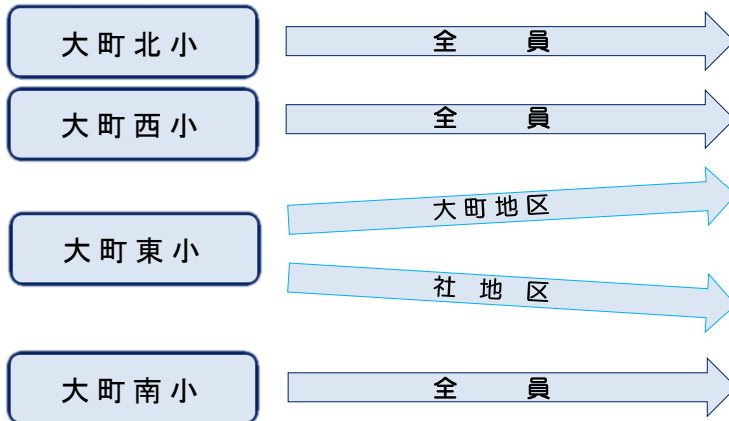 大町北小
全員
大町西小
全員
大町東小
大町地区
社地区
大町南小
全員